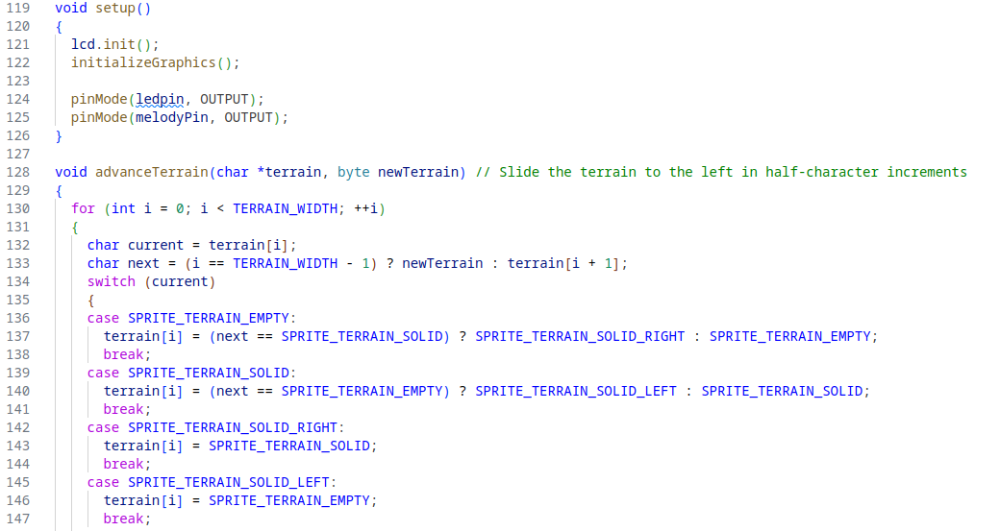 119 void setup()
120 {
121   lcd.init();
122   initializeGraphics();
123
124   pinMode(ledpin, OUTPUT);
125   pinMode(melodyPin, OUTPUT);
126 }
127
128 void advanceTerrain(char *terrain, byte newTerrain) // Slide the terrain to the left in half-character increments
129 {
130   for (int i = 0; i < TERRAIN_WIDTH; ++i)
131   {
132     char current = terrain[i];
133     char next = (i == TERRAIN_WIDTH - 1) ? newTerrain : terrain[i + 1];
134     switch (current)
135     {
136     case SPRITE_TERRAIN_EMPTY:
137       terrain[i] = (next == SPRITE_TERRAIN_SOLID) ? SPRITE_TERRAIN_SOLID_RIGHT : SPRITE_TERRAIN_EMPTY;
138       break;
139     case SPRITE_TERRAIN_SOLID:
140       terrain[i] = (next == SPRITE_TERRAIN_EMPTY) ? SPRITE_TERRAIN_SOLID_LEFT : SPRITE_TERRAIN_SOLID;
141       break;
142     case SPRITE_TERRAIN_SOLID_RIGHT:
143       terrain[i] = SPRITE_TERRAIN_SOLID;
144       break;
145     case SPRITE_TERRAIN_SOLID_LEFT:
146       terrain[i] = SPRITE_TERRAIN_EMPTY;
147       break;